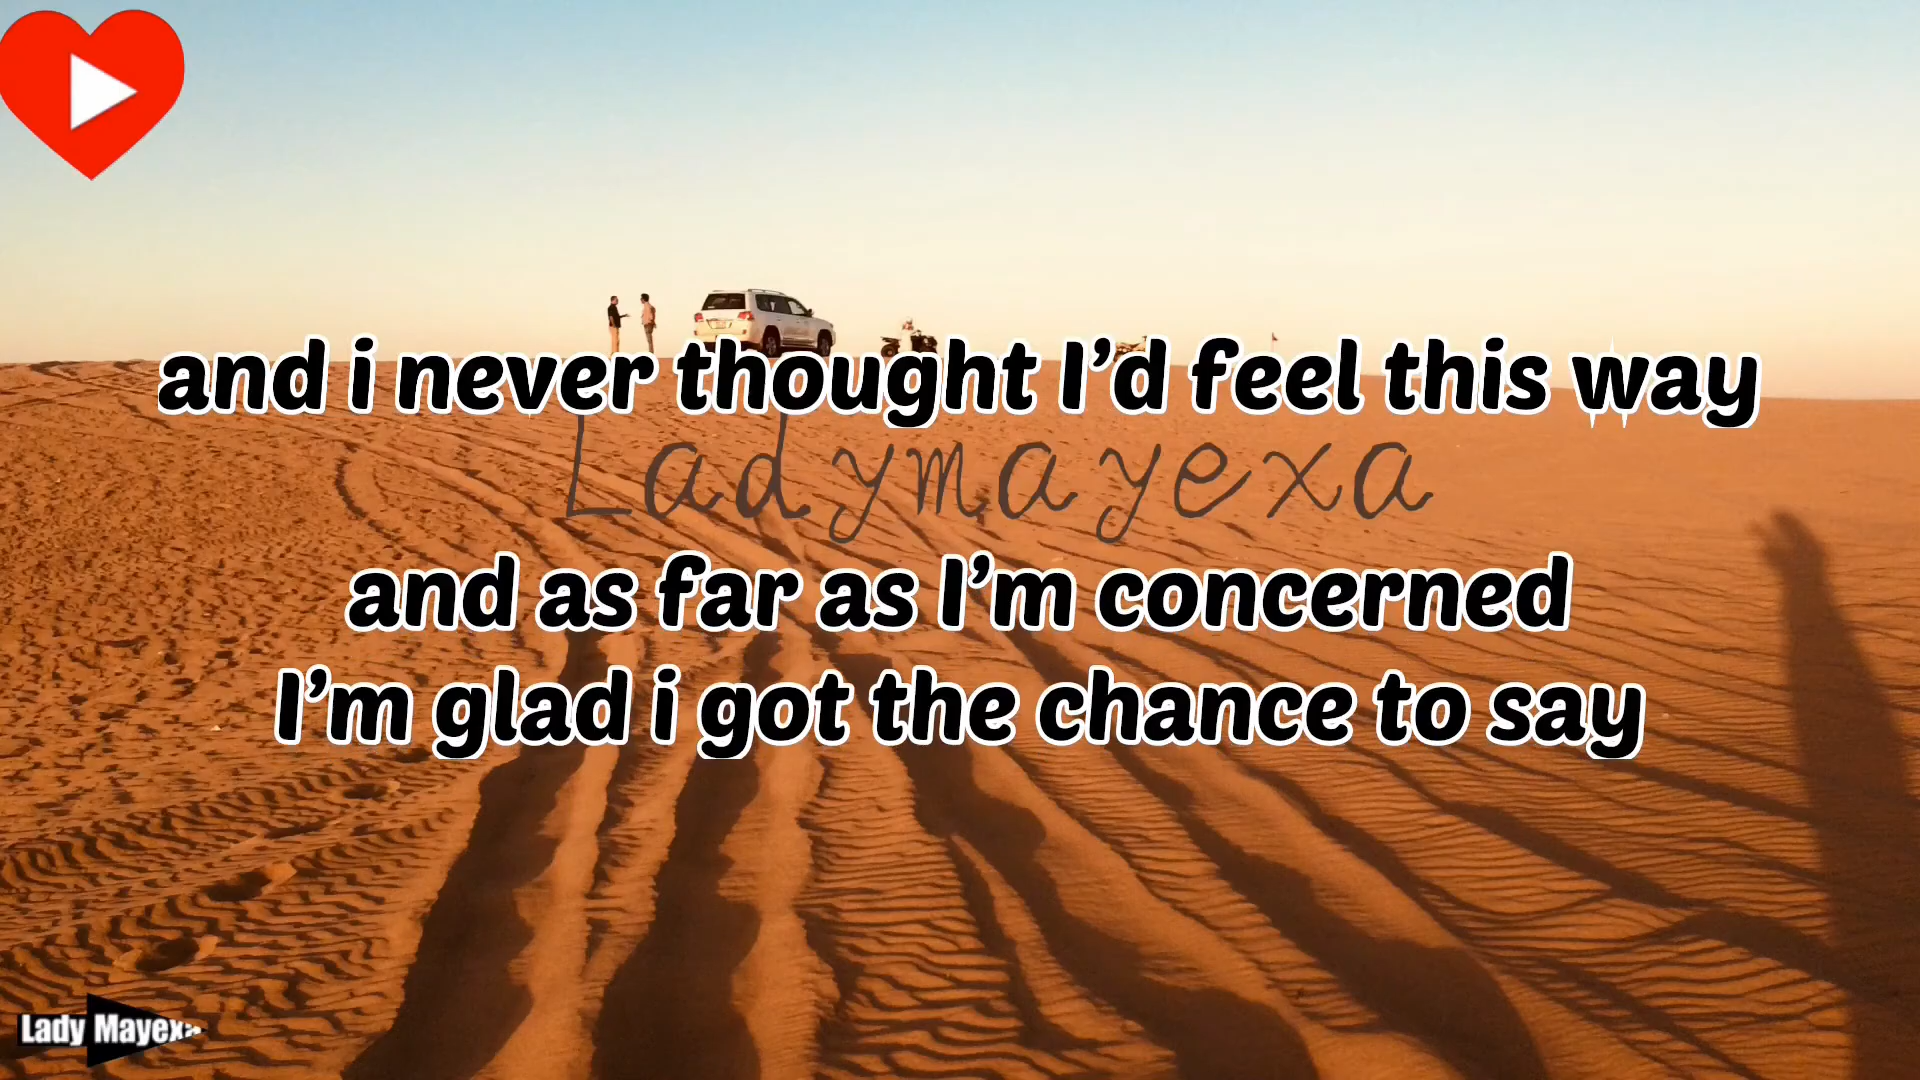 and i never thought I’d feel this way
Ladymayexa
and as far as I’m concerned
I’m glad i got the chance to say
Lady Mayexa